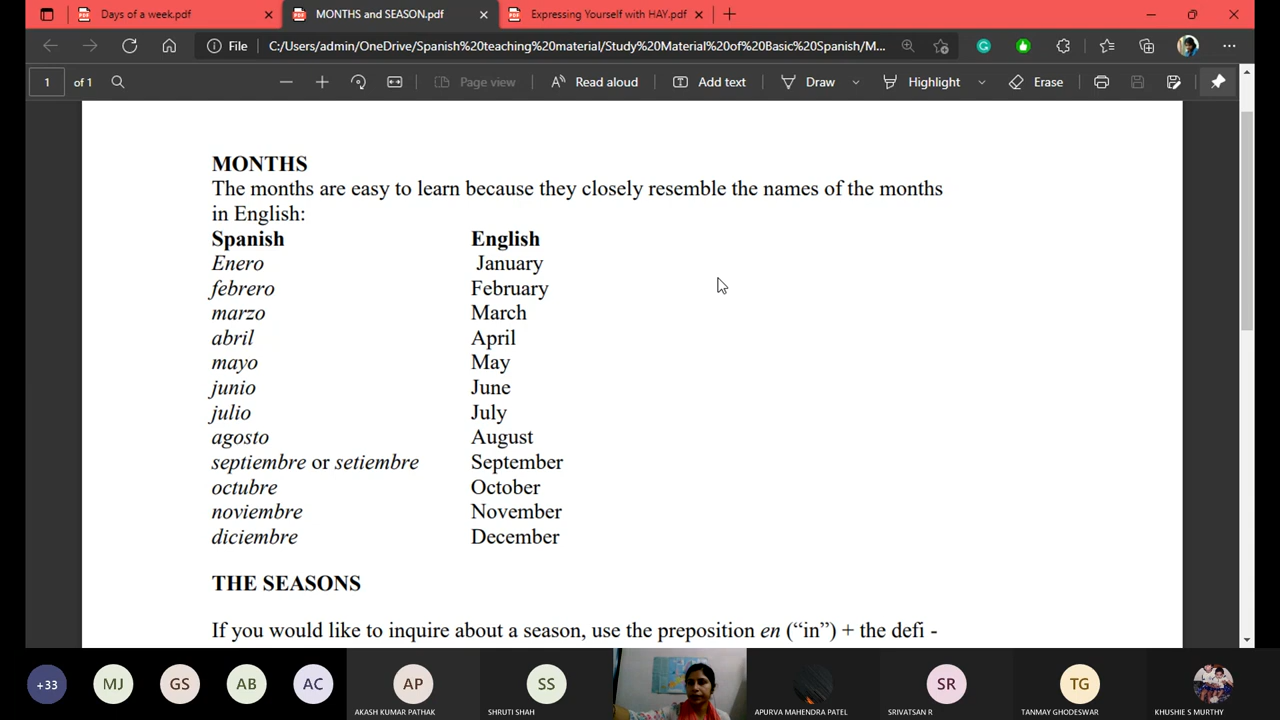 Days of a week.pdf
MONTHS and SEASON.pdf
Expressing Yourself with HAY.pdf
File
C:/Users/admin/OneDrive/Spanish%20teaching%20material/Study%20Material%20of%20Basic%20Spanish/M...
1 of 1
Page view
Read aloud
Add text
Draw
Highlight
Erase
MONTHS
The months are easy to learn because they closely resemble the names of the months
in English:
Spanish English
Enero January
febrero February
marzo March
abril April
mayo May
junio June
julio July
agosto August
septiembre or setiembre September
octubre October
noviembre November
diciembre December
THE SEASONS
If you would like to inquire about a season, use the preposition en (“in”) + the defi -
+33
MJ
GS
AB
AC
AP
AKASH KUMAR PATHAK
SS
SHRUTI SHAH
APURVA MAHENDRA PATEL
SR
SRIVATSAN R
TG
TANMAY GHODESWAR
KHUSHIE S MURTHY